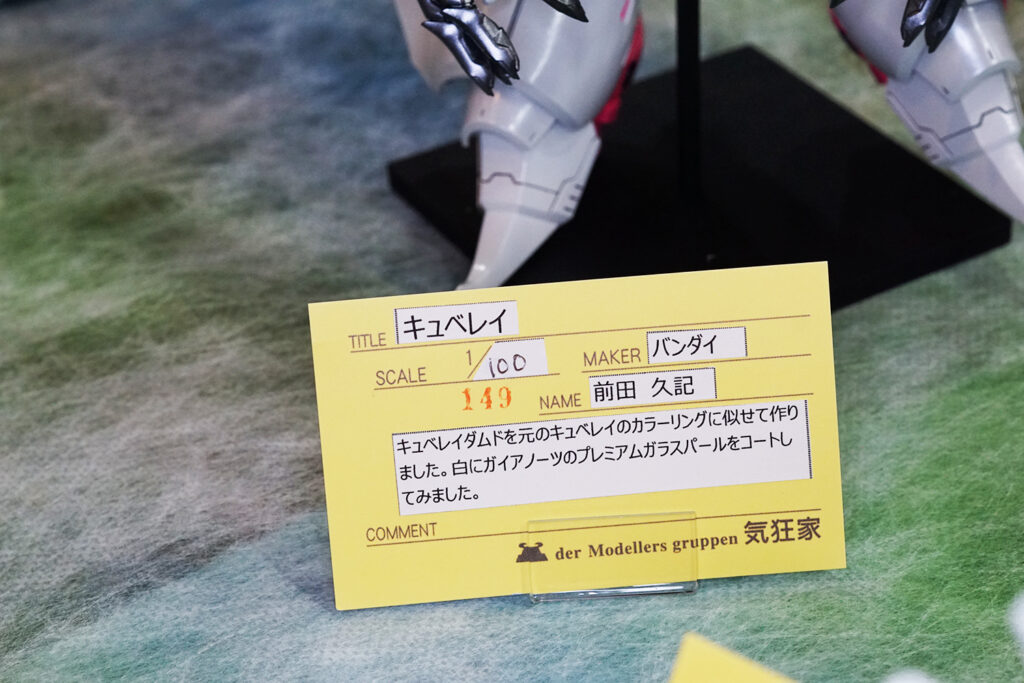 TITLE キュベレイ
SCALE 1/100 MAKER バンダイ
149 NAME 前田 久記
キュベレイダムドを元のキュベレイのカラーリングに似せて作り
ました。白にガイアノーツのプレミアムガラスパールをコートし
てみました。
COMMENT
der Modellers gruppen 気狂家